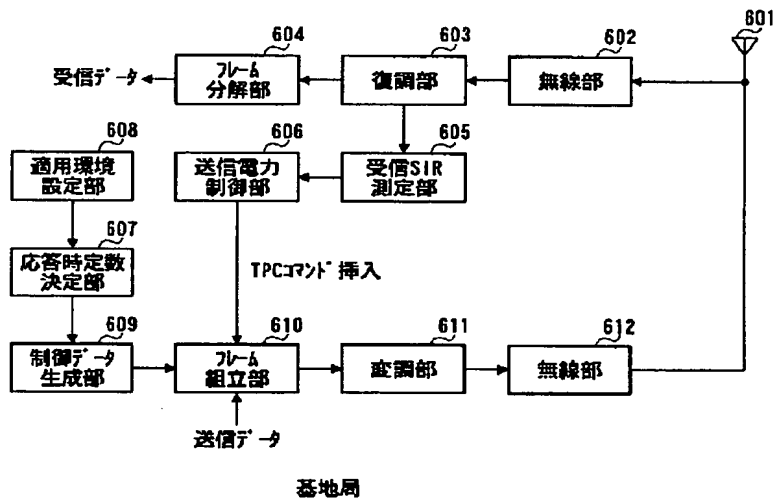 601
604
603
602
受信データ
フレーム
分解部
復調部
無線部
608
606
605
適用環境
設定部
送信電力
制御部
受信SIR
測定部
607
応答時定数
決定部
TPCコマンド挿入
609
610
611
612
制御データ
生成部
フレーム
組立部
変調部
無線部
送信データ
基地局